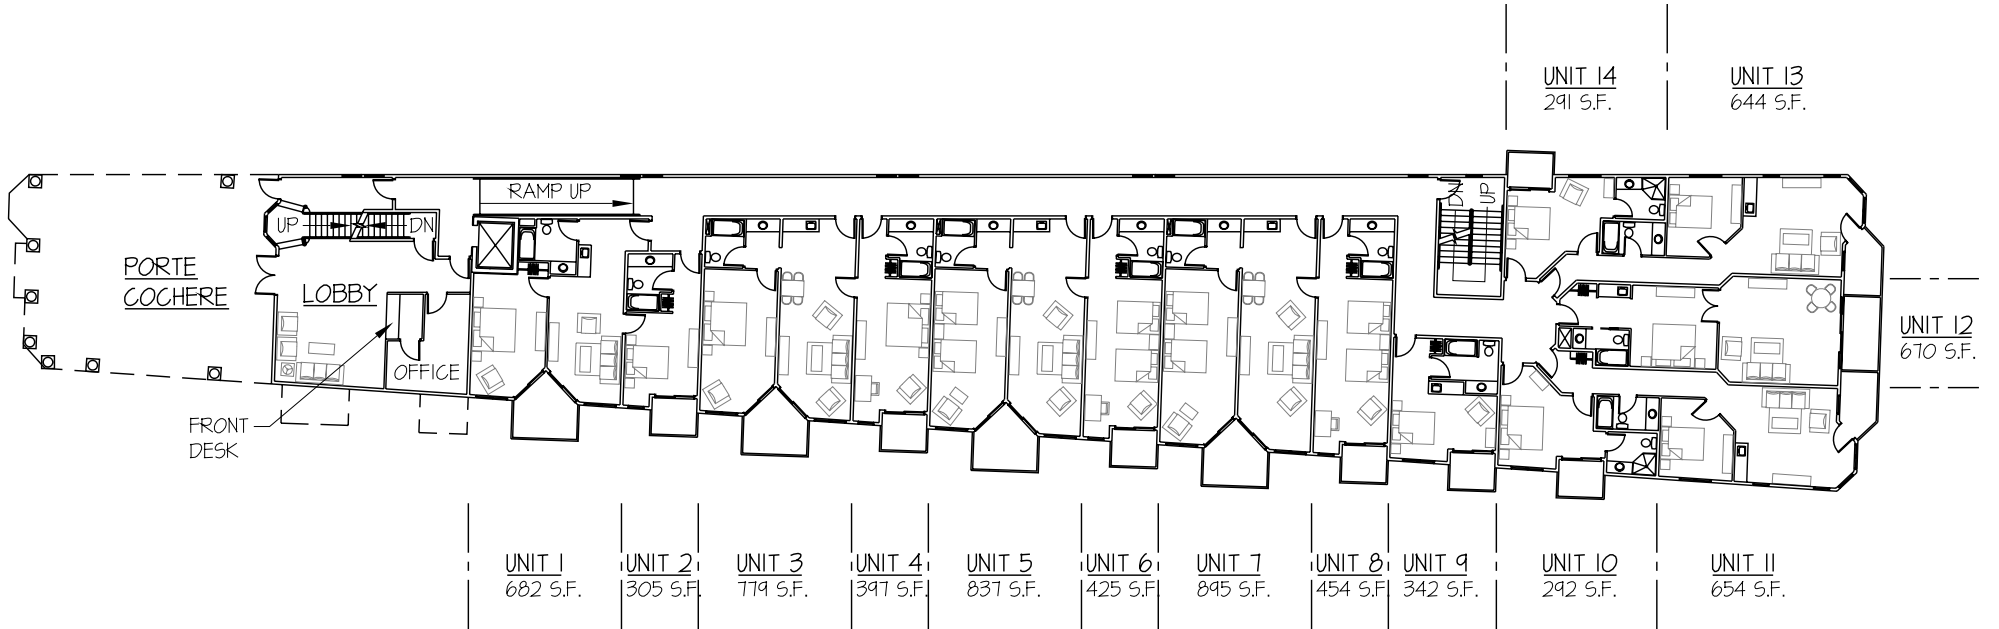 UNIT 14
291 S.F.
UNIT 13
644 S.F.
RAMP UP
DN
UP
UP
DN
PORTE
COCHERE
LOBBY
OFFICE
FRONT
DESK
UNIT 12
670 S.F.
UNIT 1
682 S.F.
UNIT 2
305 S.F.
UNIT 3
779 S.F.
UNIT 4
397 S.F.
UNIT 5
837 S.F.
UNIT 6
425 S.F.
UNIT 7
895 S.F.
UNIT 8
454 S.F.
UNIT 9
342 S.F.
UNIT 10
292 S.F.
UNIT 11
654 S.F.